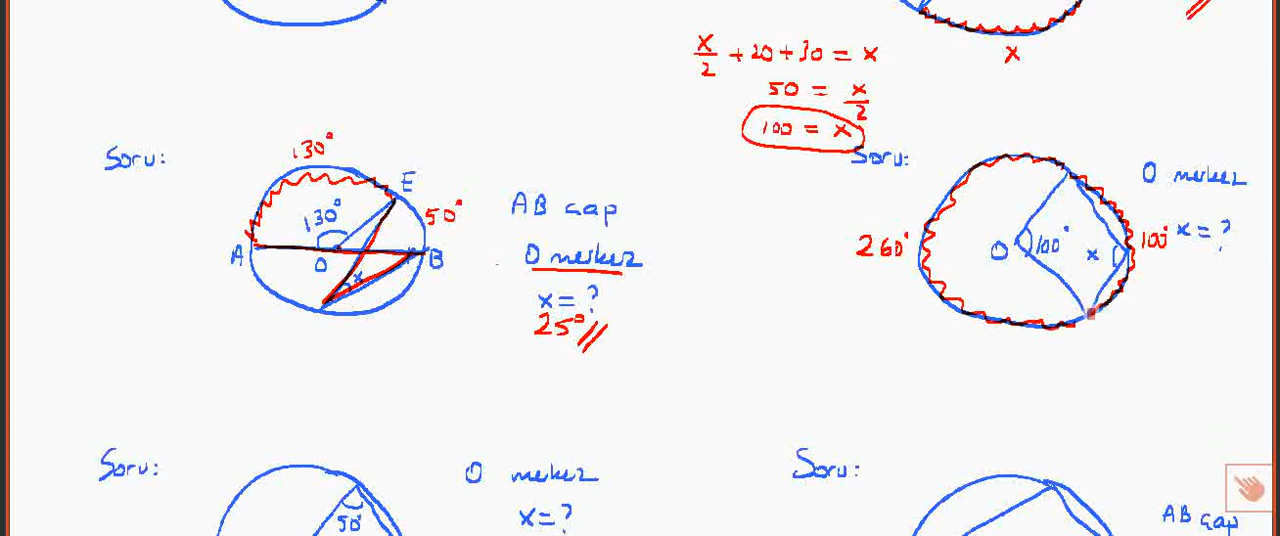 x
x/2 + 20 + 30 = x
50 = x/2
100 = x
Soru:
130°
E
50°
130°
A
O
B
x
AB çap
O merkez
x = ?
25°//
Soru:
O merkez
260°
O
100°
x
100°
x = ?
Soru:
50°
O merkez
x = ?
Soru:
AB çap